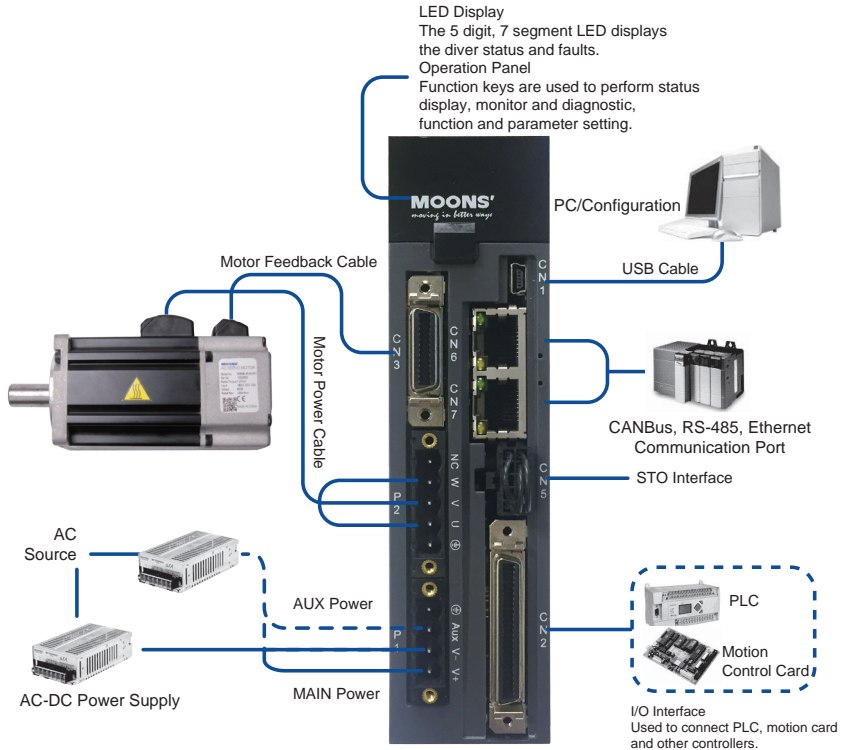 LED Display
The 5 digit, 7 segment LED displays
the diver status and faults.
Operation Panel
Function keys are used to perform status
display, monitor and diagnostic,
function and parameter setting.
MOONS'
moving in better ways
PC/Configuration
Motor Feedback Cable
USB Cable
CN1
CN3
CN6
CN7
Motor Power Cable
CANBus, RS-485, Ethernet
Communication Port
STO Interface
CN5
P2
NC W V U
AC
Source
AUX Power
P1
Aux V- V+
MAIN Power
AC-DC Power Supply
CN2
PLC
Motion
Control Card
I/O Interface
Used to connect PLC, motion card
and other controllers.